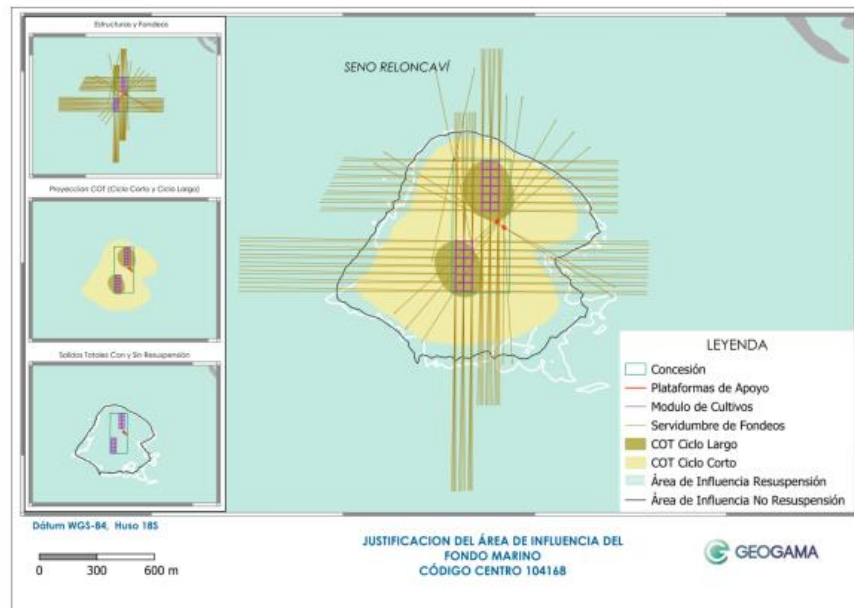 Estructuras y Fondeos
Proyeccion COT (Ciclo Corto y Ciclo Largo)
Solidos Totales Con y Sin Resuspensión
SENO RELONCAVÍ
LEYENDA
Concesión
Plataformas de Apoyo
Modulo de Cultivos
Servidumbre de Fondeos
COT Ciclo Largo
COT Ciclo Corto
Área de Influencia Resuspensión
Área de Influencia No Resuspensión
Dátum WGS-84, Huso 18S
0 300 600 m
JUSTIFICACION DEL ÁREA DE INFLUENCIA DEL
FONDO MARINO
CÓDIGO CENTRO 104168
GEOGAMA